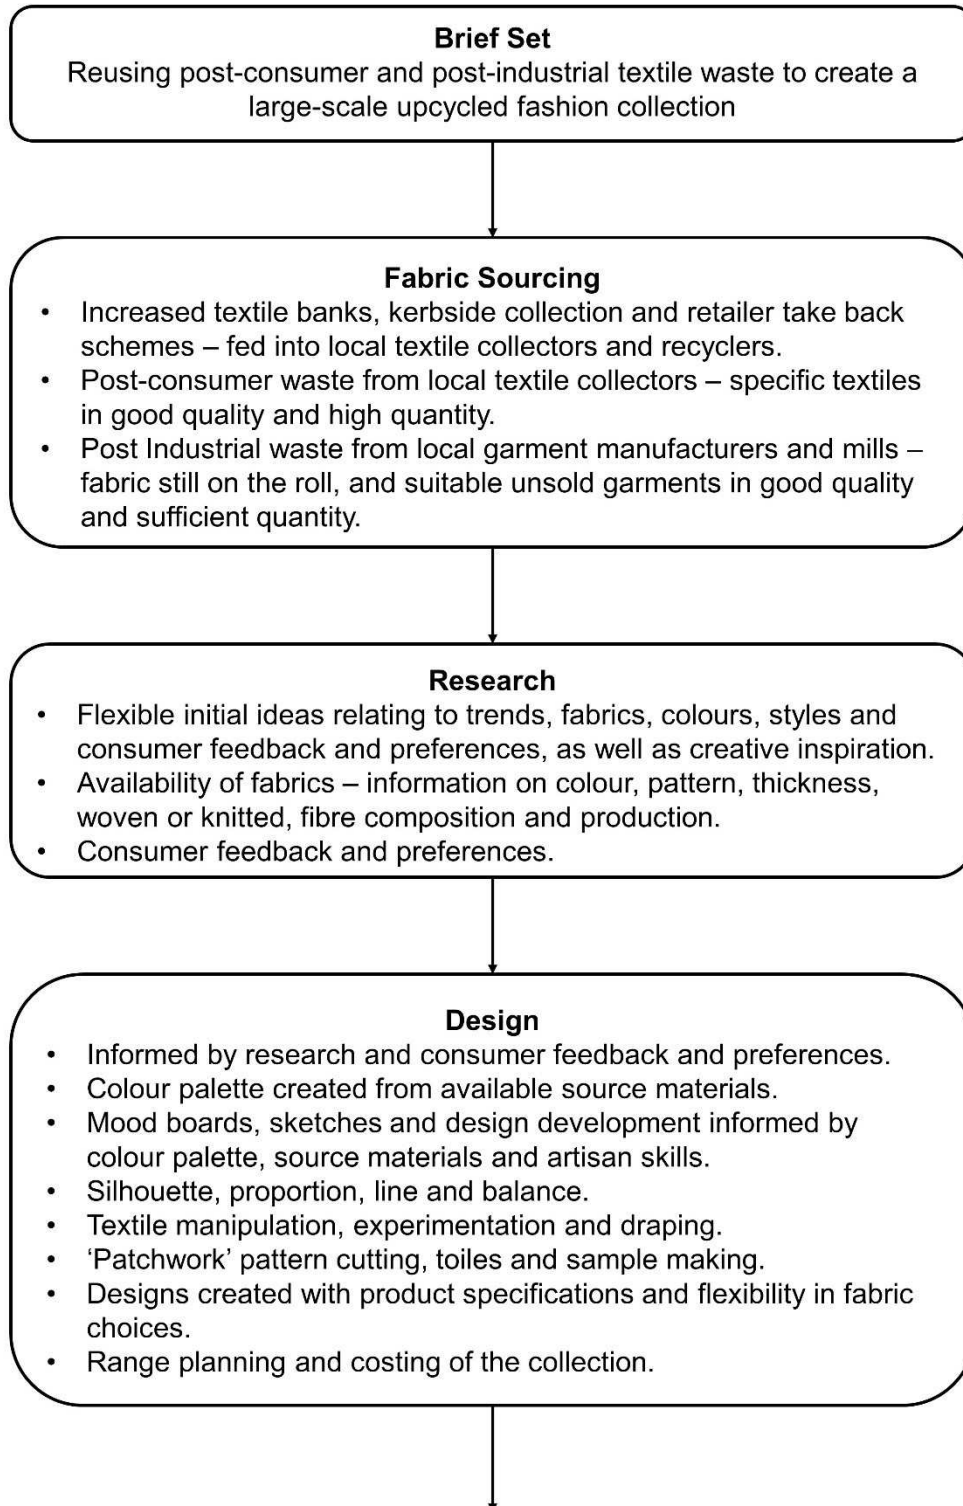 Brief Set
Reusing post-consumer and post-industrial textile waste to create a
large-scale upcycled fashion collection
Fabric Sourcing
• Increased textile banks, kerbside collection and retailer take back
schemes – fed into local textile collectors and recyclers.
• Post-consumer waste from local textile collectors – specific textiles
in good quality and high quantity.
• Post Industrial waste from local garment manufacturers and mills –
fabric still on the roll, and suitable unsold garments in good quality
and sufficient quantity.
Research
• Flexible initial ideas relating to trends, fabrics, colours, styles and
consumer feedback and preferences, as well as creative inspiration.
• Availability of fabrics – information on colour, pattern, thickness,
woven or knitted, fibre composition and production.
• Consumer feedback and preferences.
Design
• Informed by research and consumer feedback and preferences.
• Colour palette created from available source materials.
• Mood boards, sketches and design development informed by
colour palette, source materials and artisan skills.
• Silhouette, proportion, line and balance.
• Textile manipulation, experimentation and draping.
• ‘Patchwork’ pattern cutting, toiles and sample making.
• Designs created with product specifications and flexibility in fabric
choices.
• Range planning and costing of the collection.